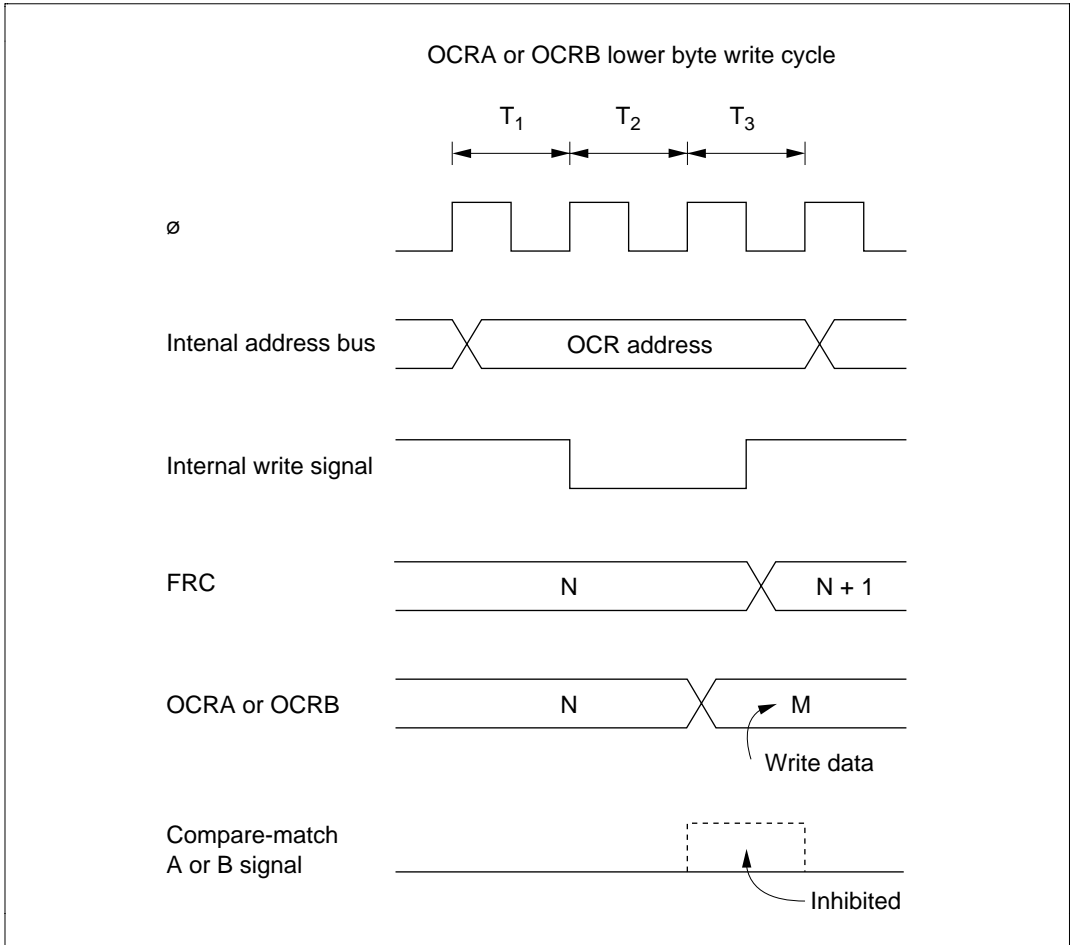 OCRA or OCRB lower byte write cycle
T1 T2 T3
ø
Intenal address bus OCR address
Internal write signal
FRC N N + 1
OCRA or OCRB N M
Write data
Compare-match
A or B signal
Inhibited